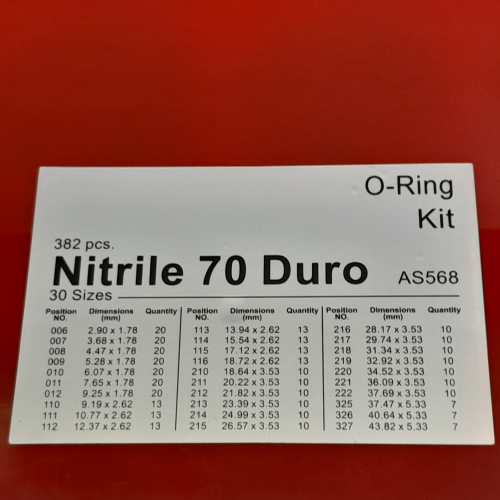 O-Ring
Kit
382 pcs.
Nitrile 70 Duro AS568
30 Sizes
Position NO. Dimensions (mm) Quantity Position NO. Dimensions (mm) Quantity Position NO. Dimensions (mm) Quantity
006 2.90 x 1.78 20 113 13.94 x 2.62 13 216 28.17 x 3.53 10
007 3.68 x 1.78 20 114 15.54 x 2.62 13 217 29.74 x 3.53 10
008 4.47 x 1.78 20 115 17.12 x 2.62 13 218 31.34 x 3.53 10
009 5.28 x 1.78 20 116 18.72 x 2.62 13 219 32.92 x 3.53 10
010 6.07 x 1.78 20 210 18.64 x 3.53 10 220 34.52 x 3.53 10
011 7.65 x 1.78 20 211 20.22 x 3.53 10 221 36.09 x 3.53 10
012 9.25 x 1.78 20 212 21.82 x 3.53 10 222 37.69 x 3.53 10
110 9.19 x 2.62 13 213 23.39 x 3.53 10 325 37.47 x 5.33 7
111 10.77 x 2.62 13 214 24.99 x 3.53 10 326 40.64 x 5.33 7
112 12.37 x 2.62 13 215 26.57 x 3.53 10 327 43.82 x 5.33 7